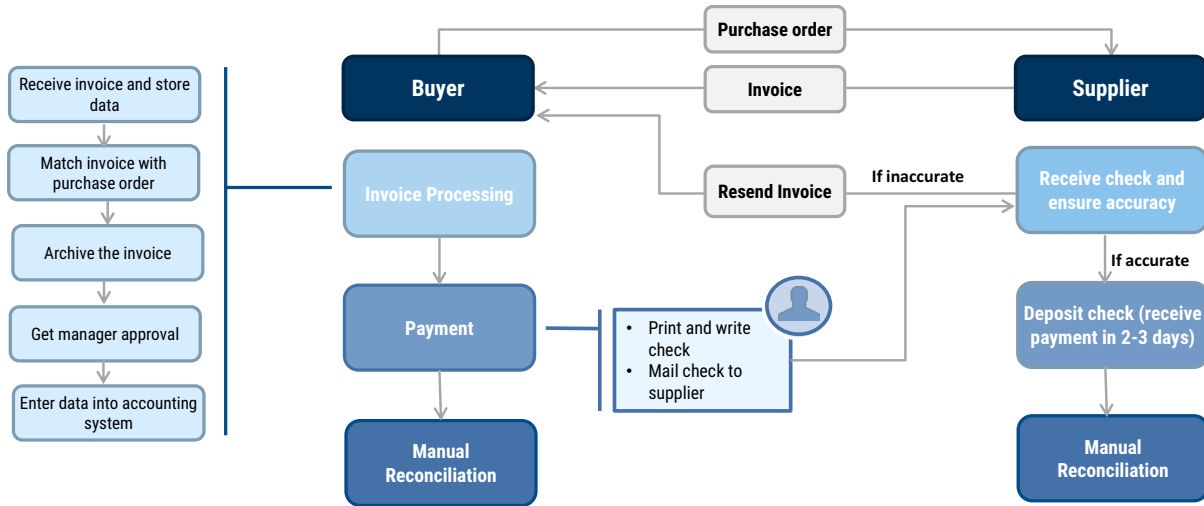 Purchase order
Buyer
Invoice
Supplier
Receive invoice and store
data
Match invoice with
purchase order
Archive the invoice
Get manager approval
Enter data into accounting
system
Invoice Processing
Resend Invoice
If inaccurate
Receive check and
ensure accuracy
If accurate
Payment
• Print and write
check
• Mail check to
supplier
Deposit check (receive
payment in 2-3 days)
Manual
Reconciliation
Manual
Reconciliation